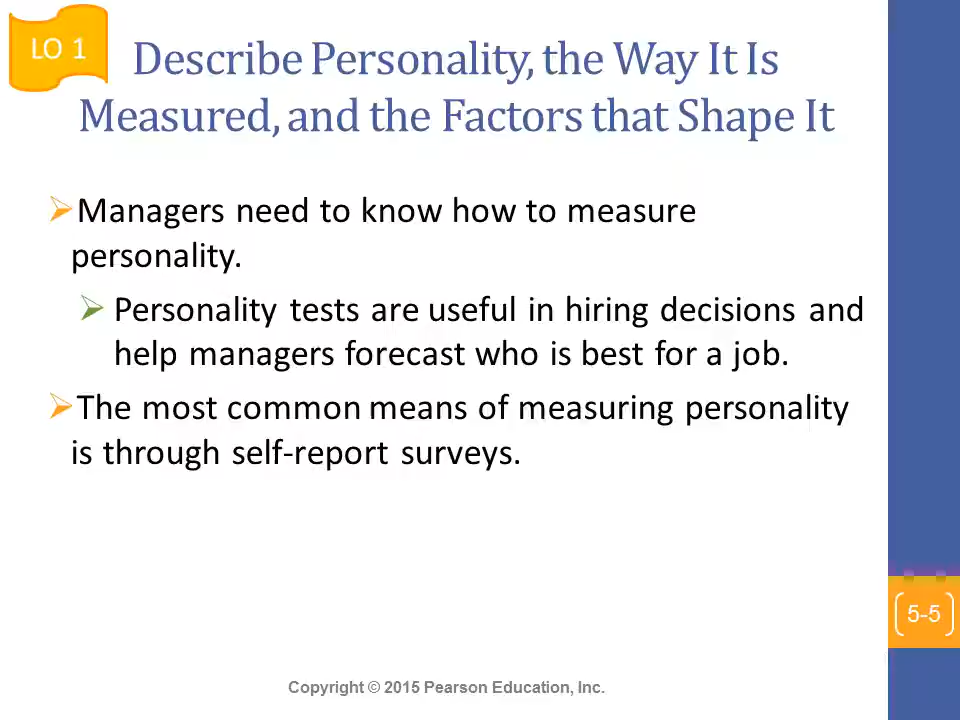 LO 1
Describe Personality, the Way It Is
Measured, and the Factors that Shape It
Managers need to know how to measure
personality.
Personality tests are useful in hiring decisions and
help managers forecast who is best for a job.
The most common means of measuring personality
is through self-report surveys.
5-5
Copyright © 2015 Pearson Education, Inc.